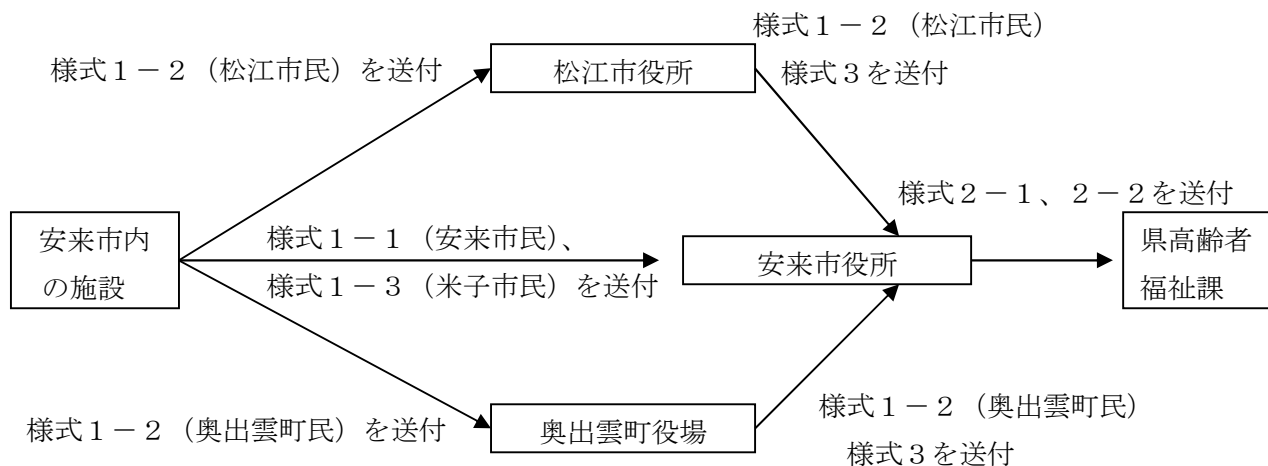 様式１－２（松江市民）
様式１－２（松江市民）を送付
松江市役所
様式３を送付
様式２－１、２－２を送付
安来市内
の施設
様式１－１（安来市民）、
様式１－３（米子市民）を送付
安来市役所
県高齢者
福祉課
様式１－２（奥出雲町民）を送付
奥出雲町役場
様式１－２（奥出雲町民）
様式３を送付